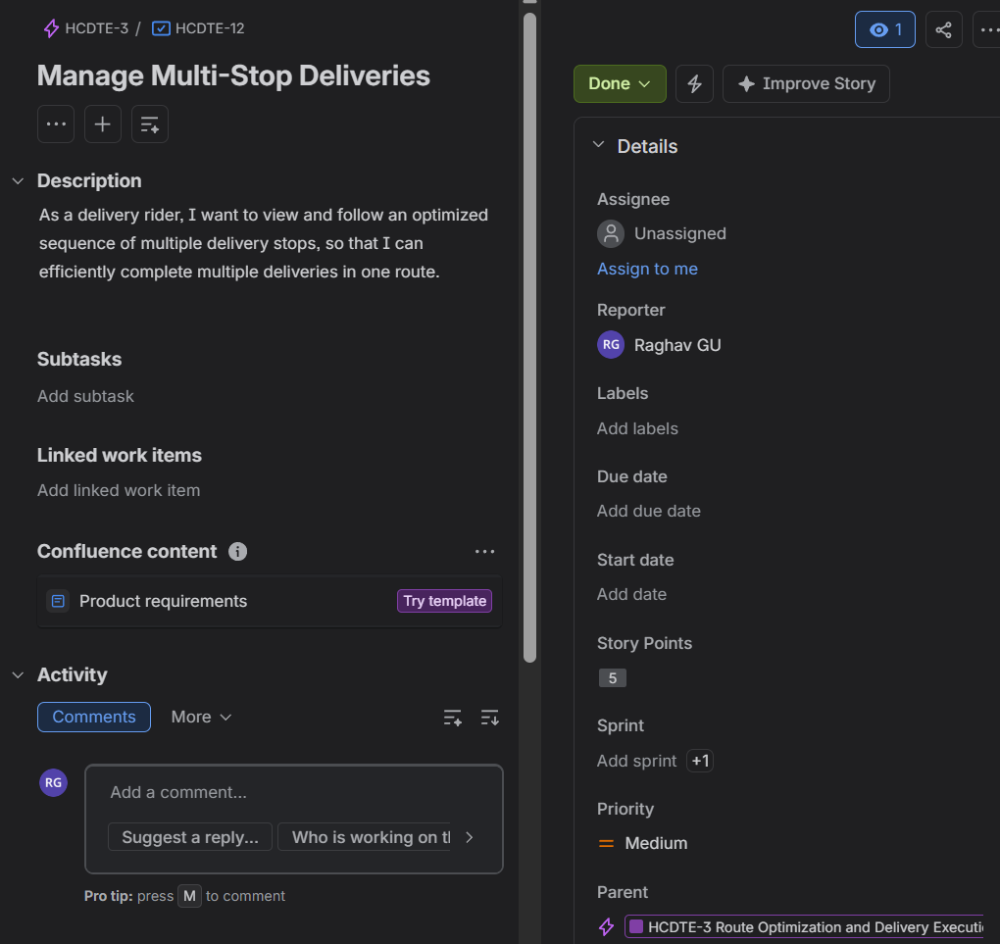 HCDTE-3 / HCDTE-12
Manage Multi-Stop Deliveries
Description
As a delivery rider, I want to view and follow an optimized
sequence of multiple delivery stops, so that I can
efficiently complete multiple deliveries in one route.
Subtasks
Add subtask
Linked work items
Add linked work item
Confluence content
Product requirements
Try template
Activity
Comments
More
RG
Add a comment...
Suggest a reply...
Who is working on
Pro tip: press M to comment
1
Done
Improve Story
Details
Assignee
Unassigned
Assign to me
Reporter
RG Raghav GU
Labels
Add labels
Due date
Add due date
Start date
Add date
Story Points
5
Sprint
Add sprint +1
Priority
Medium
Parent
HCDTE-3 Route Optimization and Delivery Executi